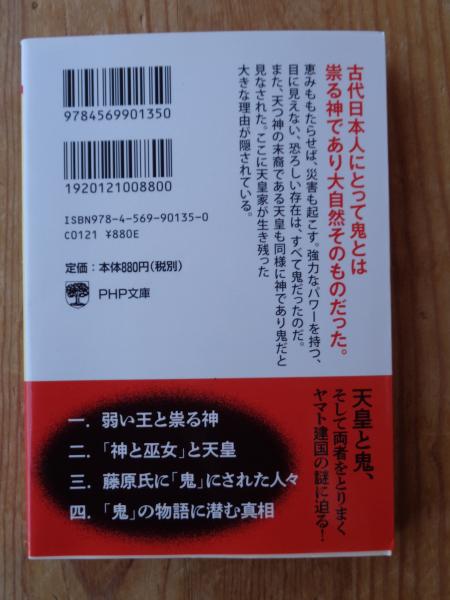 古代日本人にとって鬼とは
祟る神であり大自然そのものだった。
恵みももたらせば、災害も起こす。強力なパワーを持つ、
目に見えない、恐ろしい存在は、すべて鬼だったのだ。
また、天つ神の末裔である天皇も同様に神であり鬼だと
見なされた。ここに天皇家が生き残った
大きな理由が隠されている。
9784569901350
1920121008800
ISBN978-4-569-90135-0
C0121 ¥880E
定価：本体880円(税別)
PHP文庫
天皇と鬼、
そして両者をとりまく
ヤマト建国の謎に迫る！
一．弱い王と祟る神
二．「神と巫女」と天皇
三．藤原氏に「鬼」にされた人々
四．「鬼」の物語に潜む真相